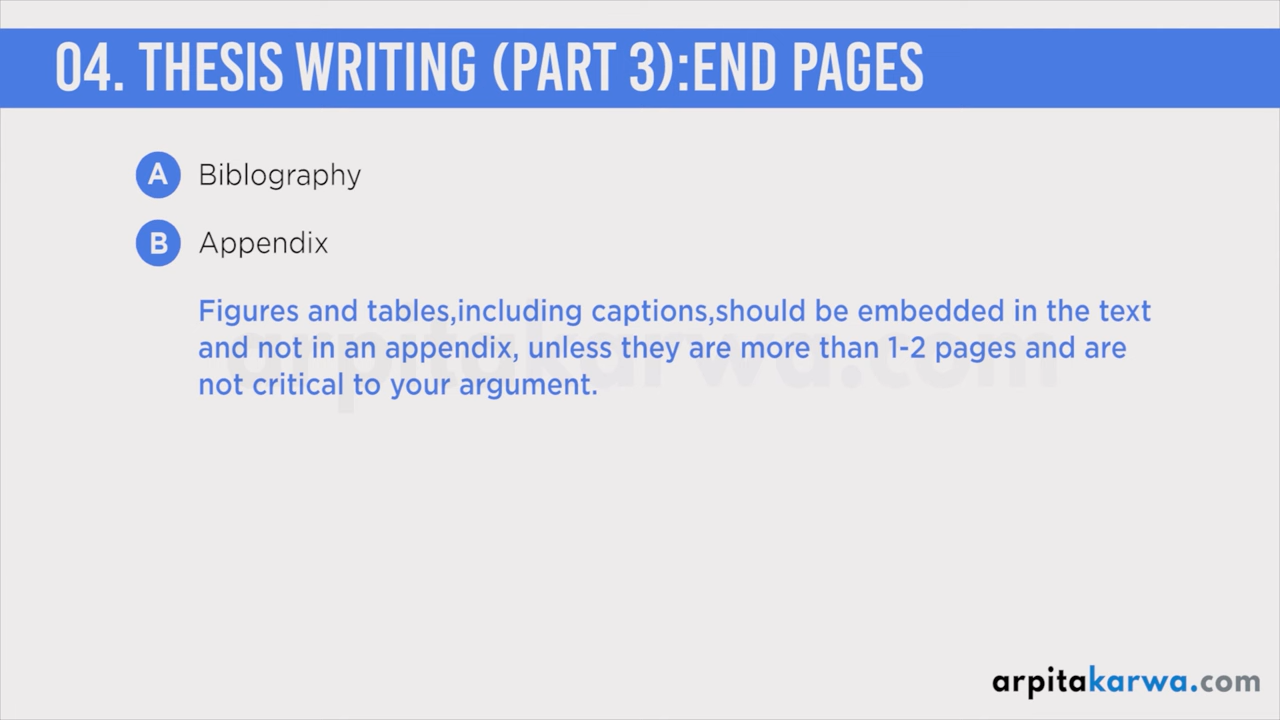 04. THESIS WRITING (PART 3):END PAGES
A Biblography
B Appendix
Figures and tables,including captions,should be embedded in the text
and not in an appendix, unless they are more than 1-2 pages and are
not critical to your argument.
arpitakarwa.com
arpitakarwa.com